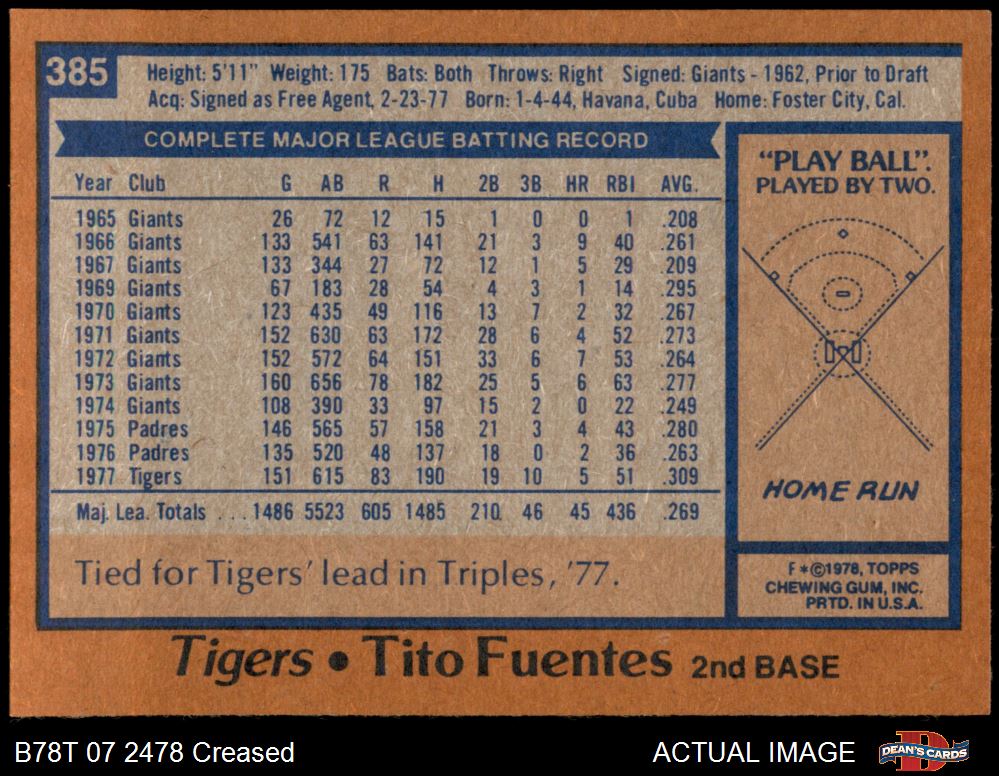 385
Height: 5'11" Weight: 175 Bats: Both Throws: Right Signed: Giants - 1962, Prior to Draft
Acq: Signed as Free Agent, 2-23-77 Born: 1-4-44, Havana, Cuba Home: Foster City, Cal.
COMPLETE MAJOR LEAGUE BATTING RECORD
Year Club G AB R H 2B 3B HR RBI AVG.
1965 Giants 26 72 12 15 1 0 0 1 .208
1966 Giants 133 541 63 141 21 3 9 40 .261
1967 Giants 133 344 27 72 12 1 5 29 .209
1969 Giants 67 183 28 54 4 3 1 14 .295
1970 Giants 123 435 49 116 13 7 2 32 .267
1971 Giants 152 630 63 172 28 6 4 52 .273
1972 Giants 152 572 64 151 33 6 7 53 .264
1973 Giants 160 656 78 182 25 5 6 63 .277
1974 Giants 108 390 33 97 15 2 0 22 .249
1975 Padres 146 565 57 158 21 3 4 43 .280
1976 Padres 135 520 48 137 18 0 2 36 .263
1977 Tigers 151 615 83 190 19 10 5 51 .309
Maj. Lea. Totals ... 1486 5523 605 1485 210 46 45 436 .269
Tied for Tigers' lead in Triples, '77.
"PLAY BALL".
PLAYED BY TWO.
HOME RUN
F*©1978, TOPPS
CHEWING GUM, INC.
PRTD. IN U.S.A.
Tigers • Tito Fuentes 2nd BASE
B78T 07 2478 Creased
ACTUAL IMAGE
D
DEAN'S CARDS